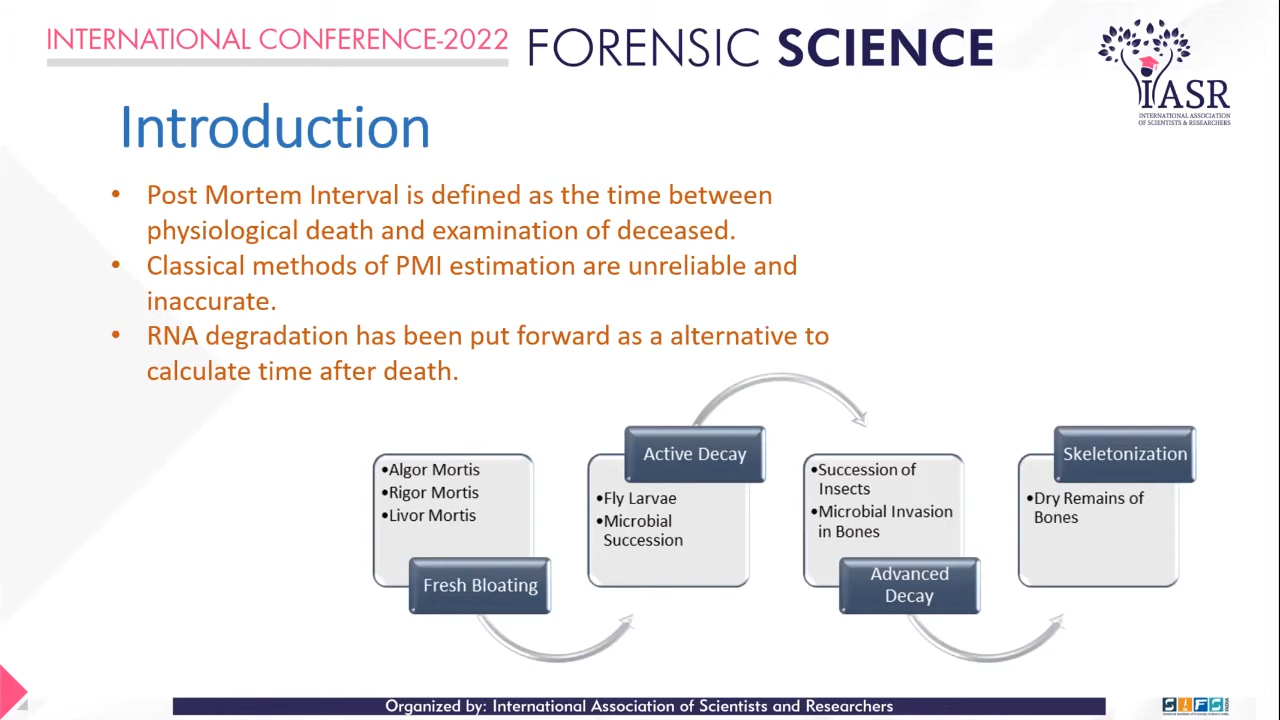 INTERNATIONAL CONFERENCE-2022 FORENSIC SCIENCE
IASR
INTERNATIONAL ASSOCIATION
OF SCIENTISTS & RESEARCHERS
Introduction
• Post Mortem Interval is defined as the time between
physiological death and examination of deceased.
• Classical methods of PMI estimation are unreliable and
inaccurate.
• RNA degradation has been put forward as a alternative to
calculate time after death.
•Algor Mortis
•Rigor Mortis
•Livor Mortis
Fresh Bloating
Active Decay
•Fly Larvae
•Microbial
Succession
•Succession of
Insects
•Microbial Invasion
in Bones
Advanced
Decay
Skeletonization
•Dry Remains of
Bones
Organized by: International Association of Scientists and Researchers
SIFS
INDIA